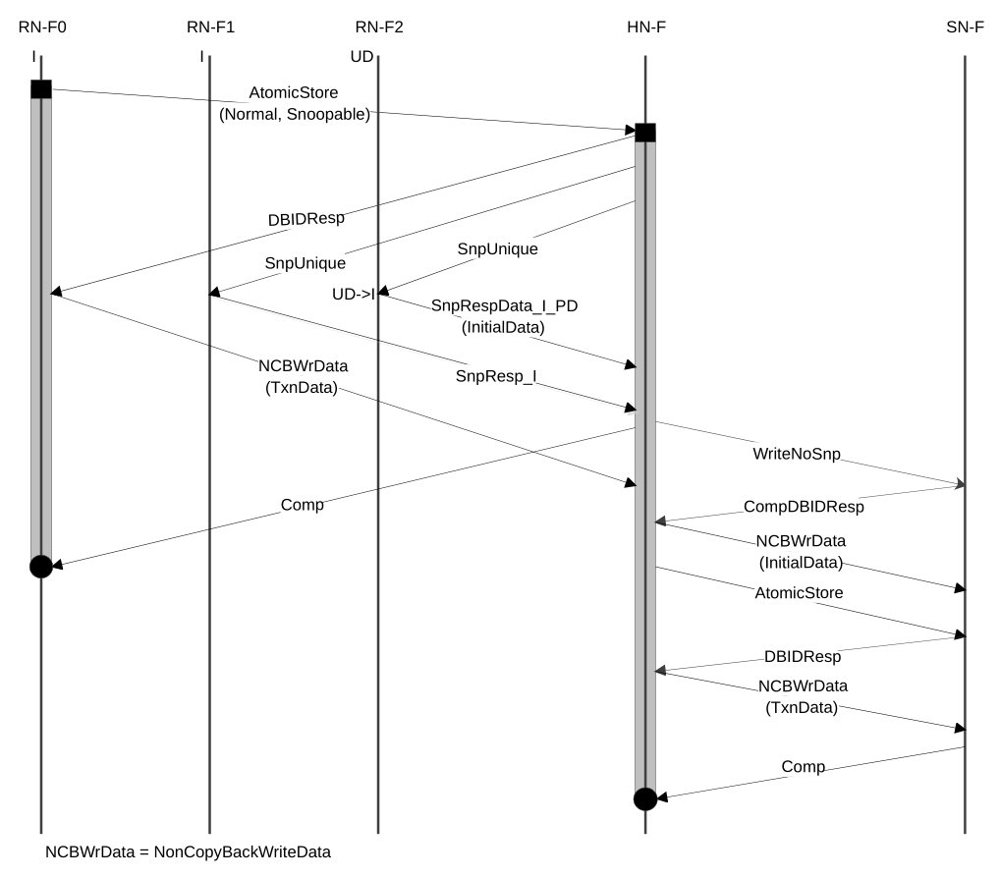 RN-F0
RN-F1
RN-F2
HN-F
SN-F
I
I
UD
AtomicStore
(Normal, Snoopable)
DBIDResp
SnpUnique
SnpUnique
UD->I
SnpRespData_I_PD
(InitialData)
NCBWrData
(TxnData)
SnpResp_I
WriteNoSnp
Comp
CompDBIDResp
NCBWrData
(InitialData)
AtomicStore
DBIDResp
NCBWrData
(TxnData)
Comp
NCBWrData = NonCopyBackWriteData